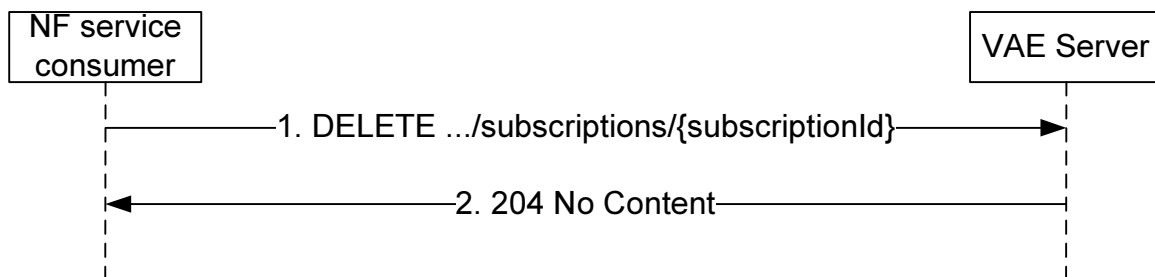 NF service
consumer
VAE Server
1. DELETE .../subscriptions/{subscriptionId}
2. 204 No Content